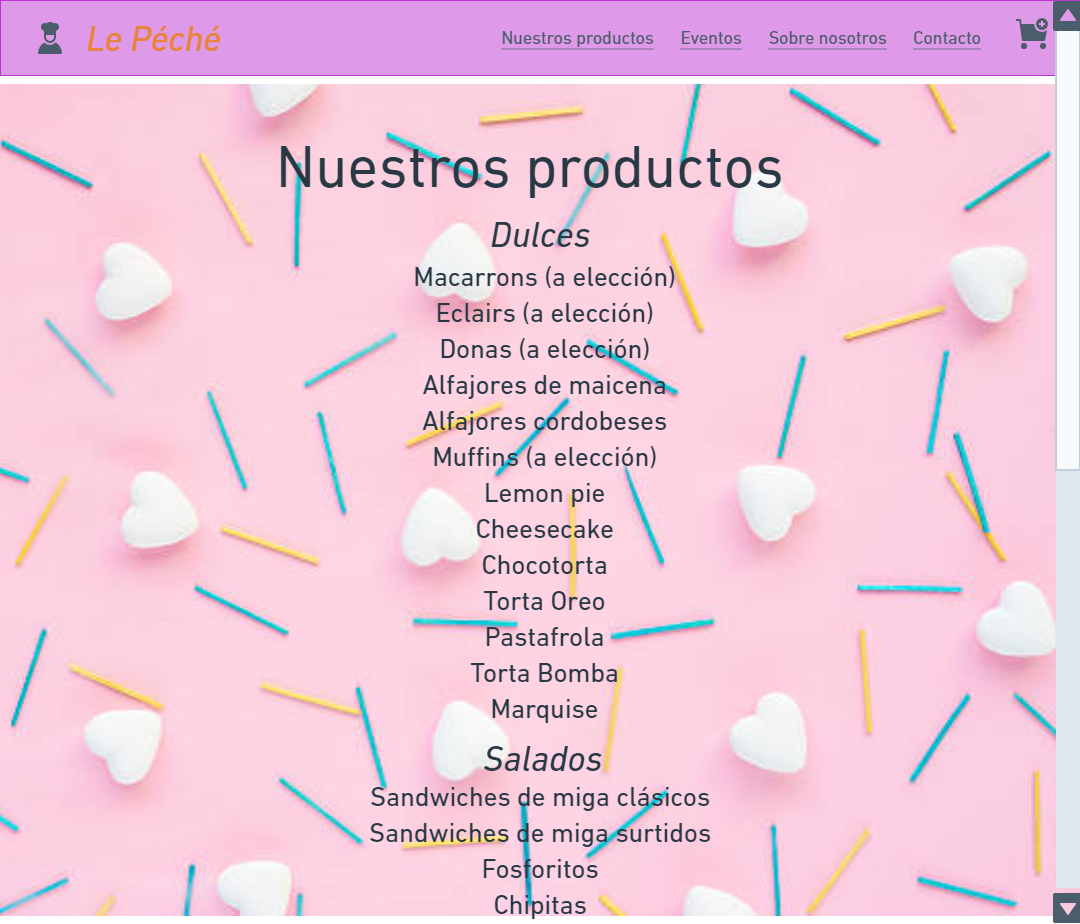 Le Péché
Nuestros productos Eventos Sobre nosotros Contacto
Nuestros productos
Dulces
Macarrons (a elección)
Eclairs (a elección)
Donas (a elección)
Alfajores de maicena
Alfajores cordobeses
Muffins (a elección)
Lemon pie
Cheesecake
Chocotorta
Torta Oreo
Pastafrola
Torta Bomba
Marquise
Salados
Sandwiches de miga clásicos
Sandwiches de miga surtidos
Fosforitos
Chipitas